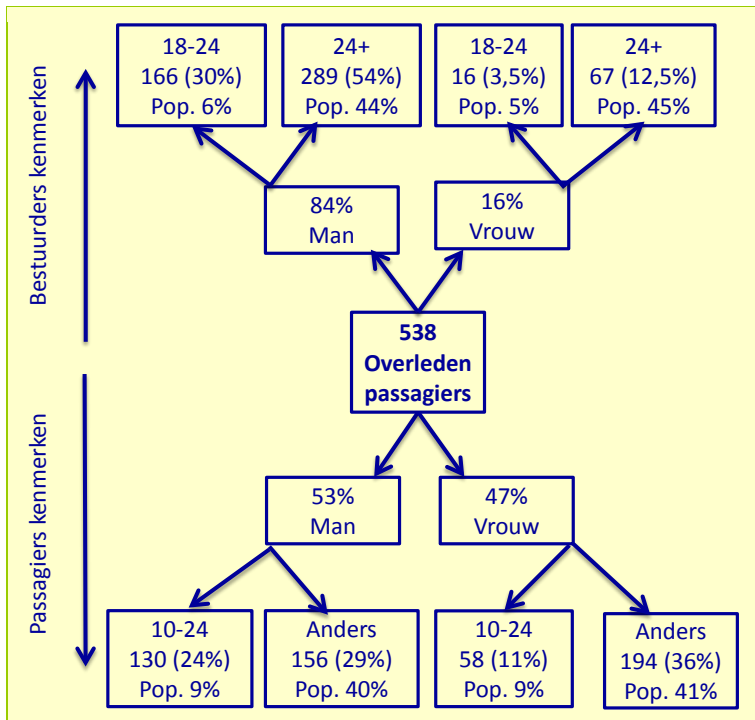 Bestuurders kenmerken
18-24
166 (30%)
Pop. 6%
24+
289 (54%)
Pop. 44%
18-24
16 (3,5%)
Pop. 5%
24+
67 (12,5%)
Pop. 45%
84%
Man
16%
Vrouw
538
Overleden
passagiers
Passagiers kenmerken
53%
Man
47%
Vrouw
10-24
130 (24%)
Pop. 9%
Anders
156 (29%)
Pop. 40%
10-24
58 (11%)
Pop. 9%
Anders
194 (36%)
Pop. 41%